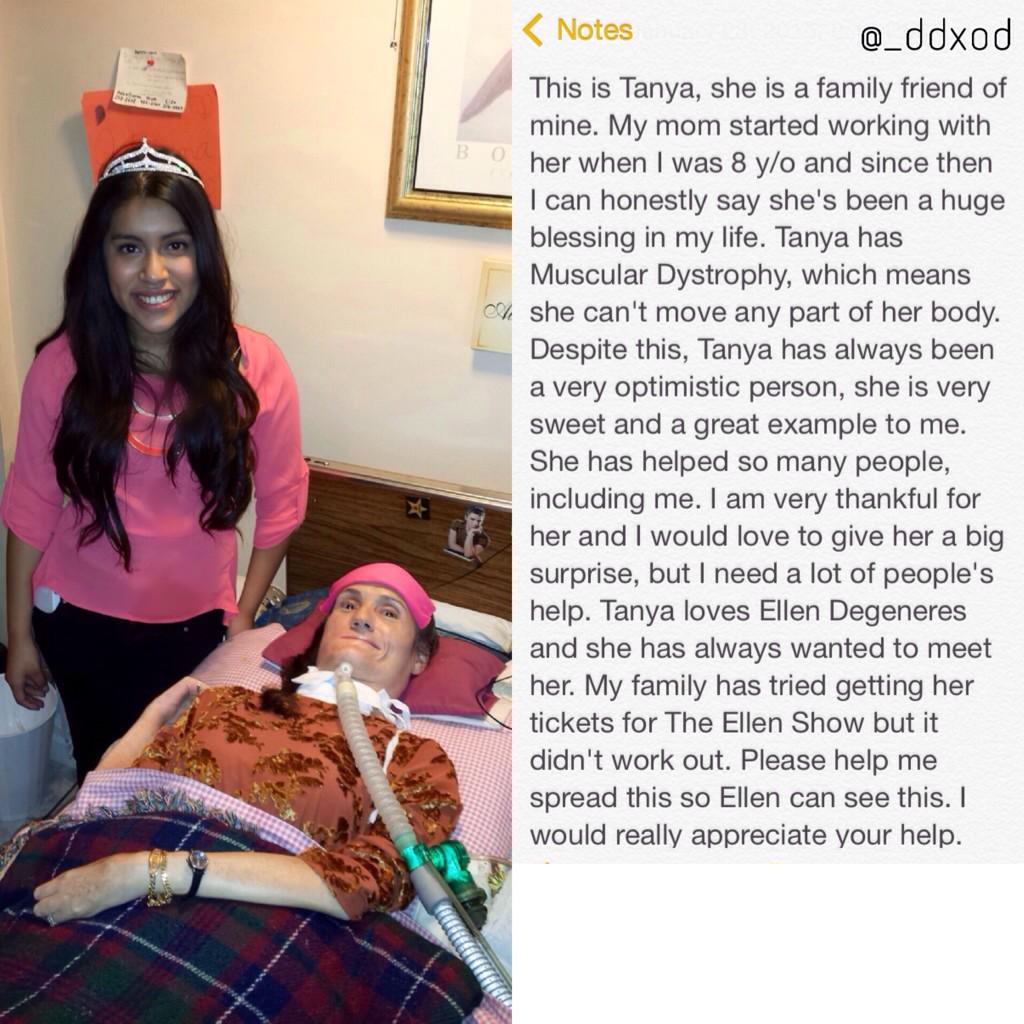 Notes
@_ddxod
This is Tanya, she is a family friend of
mine. My mom started working with
her when I was 8 y/o and since then
I can honestly say she's been a huge
blessing in my life. Tanya has
Muscular Dystrophy, which means
she can't move any part of her body.
Despite this, Tanya has always been
a very optimistic person, she is very
sweet and a great example to me.
She has helped so many people,
including me. I am very thankful for
her and I would love to give her a big
surprise, but I need a lot of people's
help. Tanya loves Ellen Degeneres
and she has always wanted to meet
her. My family has tried getting her
tickets for The Ellen Show but it
didn't work out. Please help me
spread this so Ellen can see this. I
would really appreciate your help.
B O